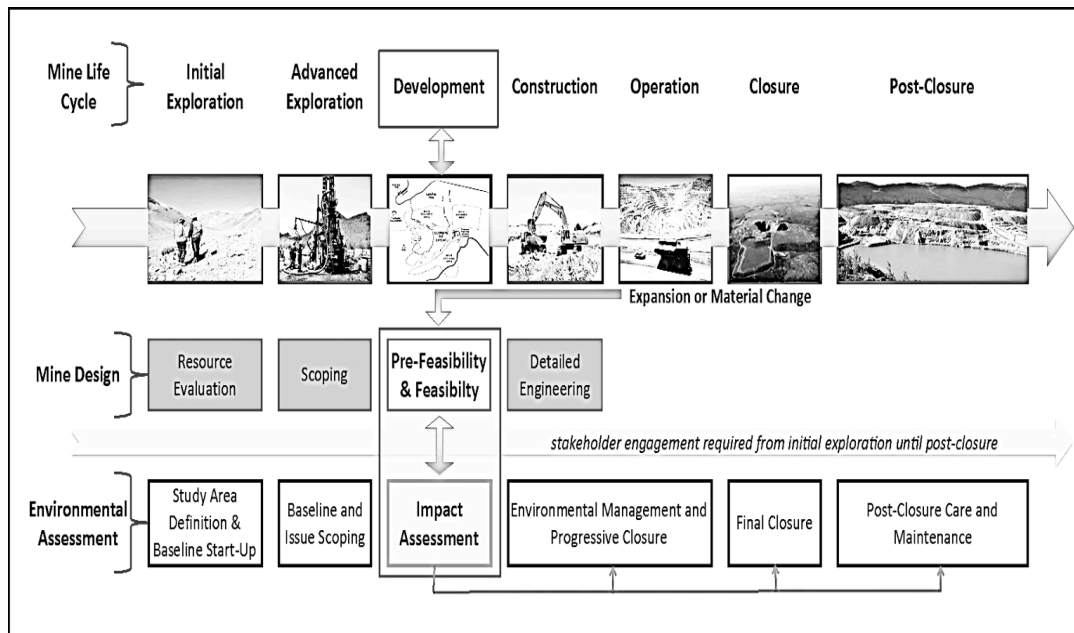 Mine Life
Cycle
Initial
Exploration
Advanced
Exploration
Development
Construction
Operation
Closure
Post-Closure
Expansion or Material Change
Mine Design
Resource
Evaluation
Scoping
Pre-Feasibility
& Feasibilty
Detailed
Engineering
stakeholder engagement required from initial exploration until post-closure
Environmental
Assessment
Study Area
Definition &
Baseline Start-Up
Baseline and
Issue Scoping
Impact
Assessment
Environmental Management and
Progressive Closure
Final Closure
Post-Closure Care and
Maintenance